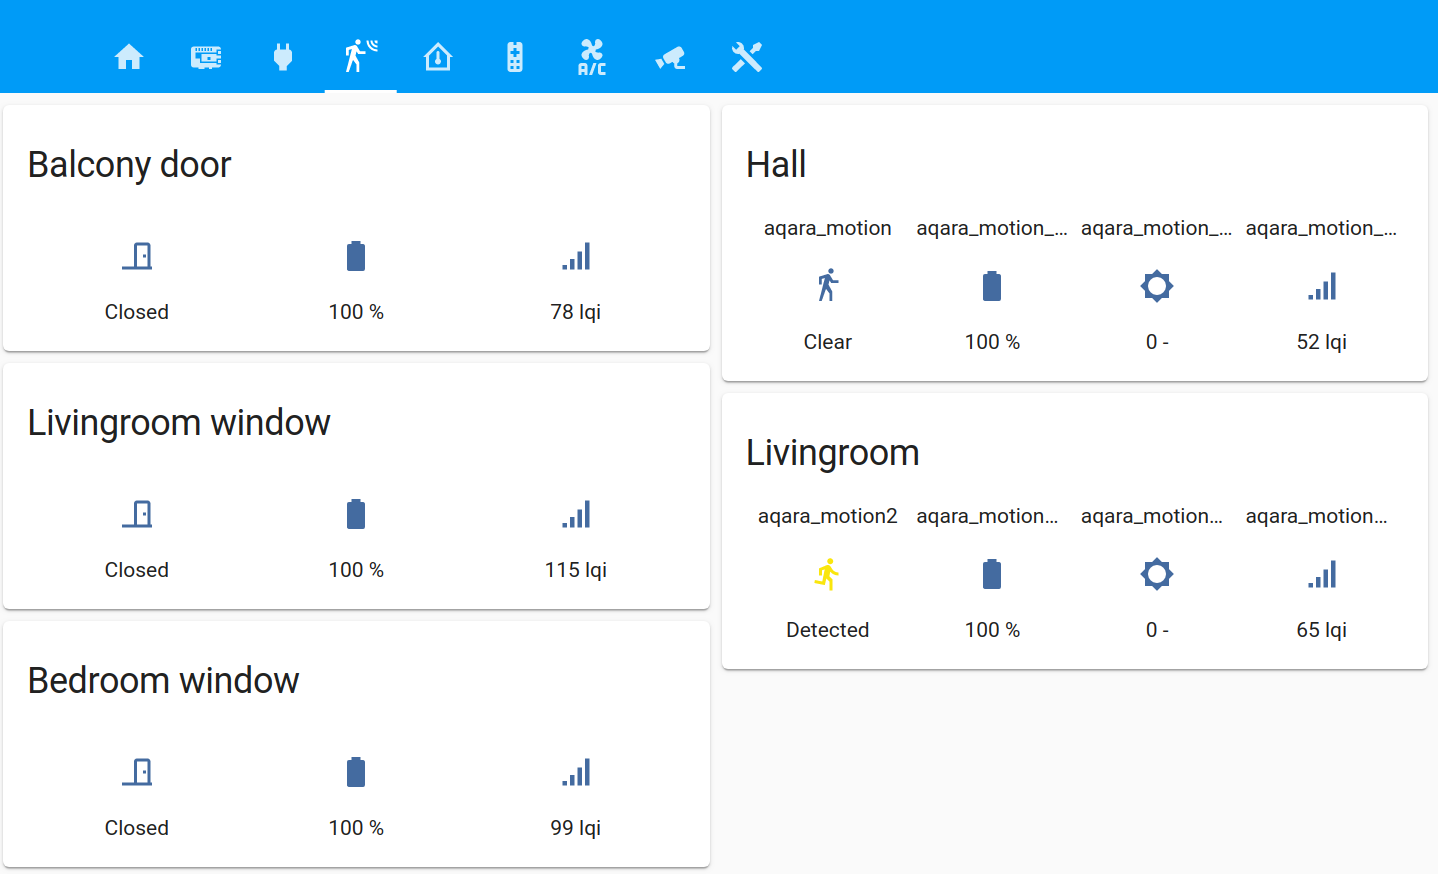 A/C
Balcony door
Closed 100 % 78 lqi
Livingroom window
Closed 100 % 115 lqi
Bedroom window
Closed 100 % 99 lqi
Hall
aqara_motion aqara_motion_... aqara_motion_... aqara_motion_...
Clear 100 % 0 - 52 lqi
Livingroom
aqara_motion2 aqara_motion... aqara_motion... aqara_motion...
Detected 100 % 0 - 65 lqi